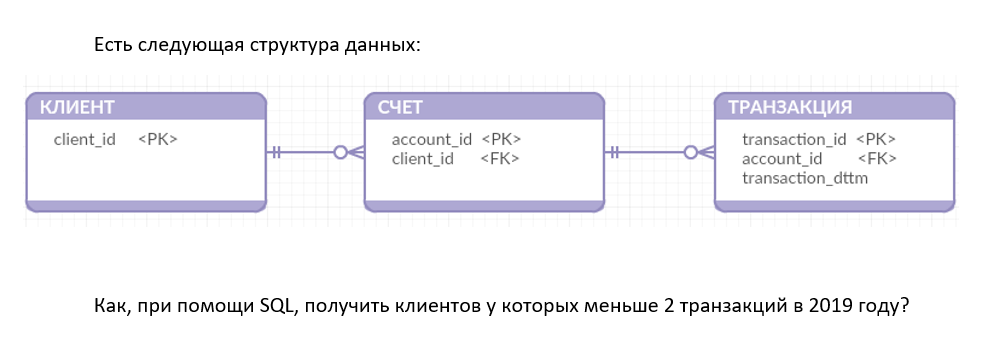 Есть следующая структура данных:
КЛИЕНТ
client_id <PK>
СЧЕТ
account_id <PK>
client_id <FK>
ТРАНЗАКЦИЯ
transaction_id <PK>
account_id <FK>
transaction_dttm
Как, при помощи SQL, получить клиентов у которых меньше 2 транзакций в 2019 году?